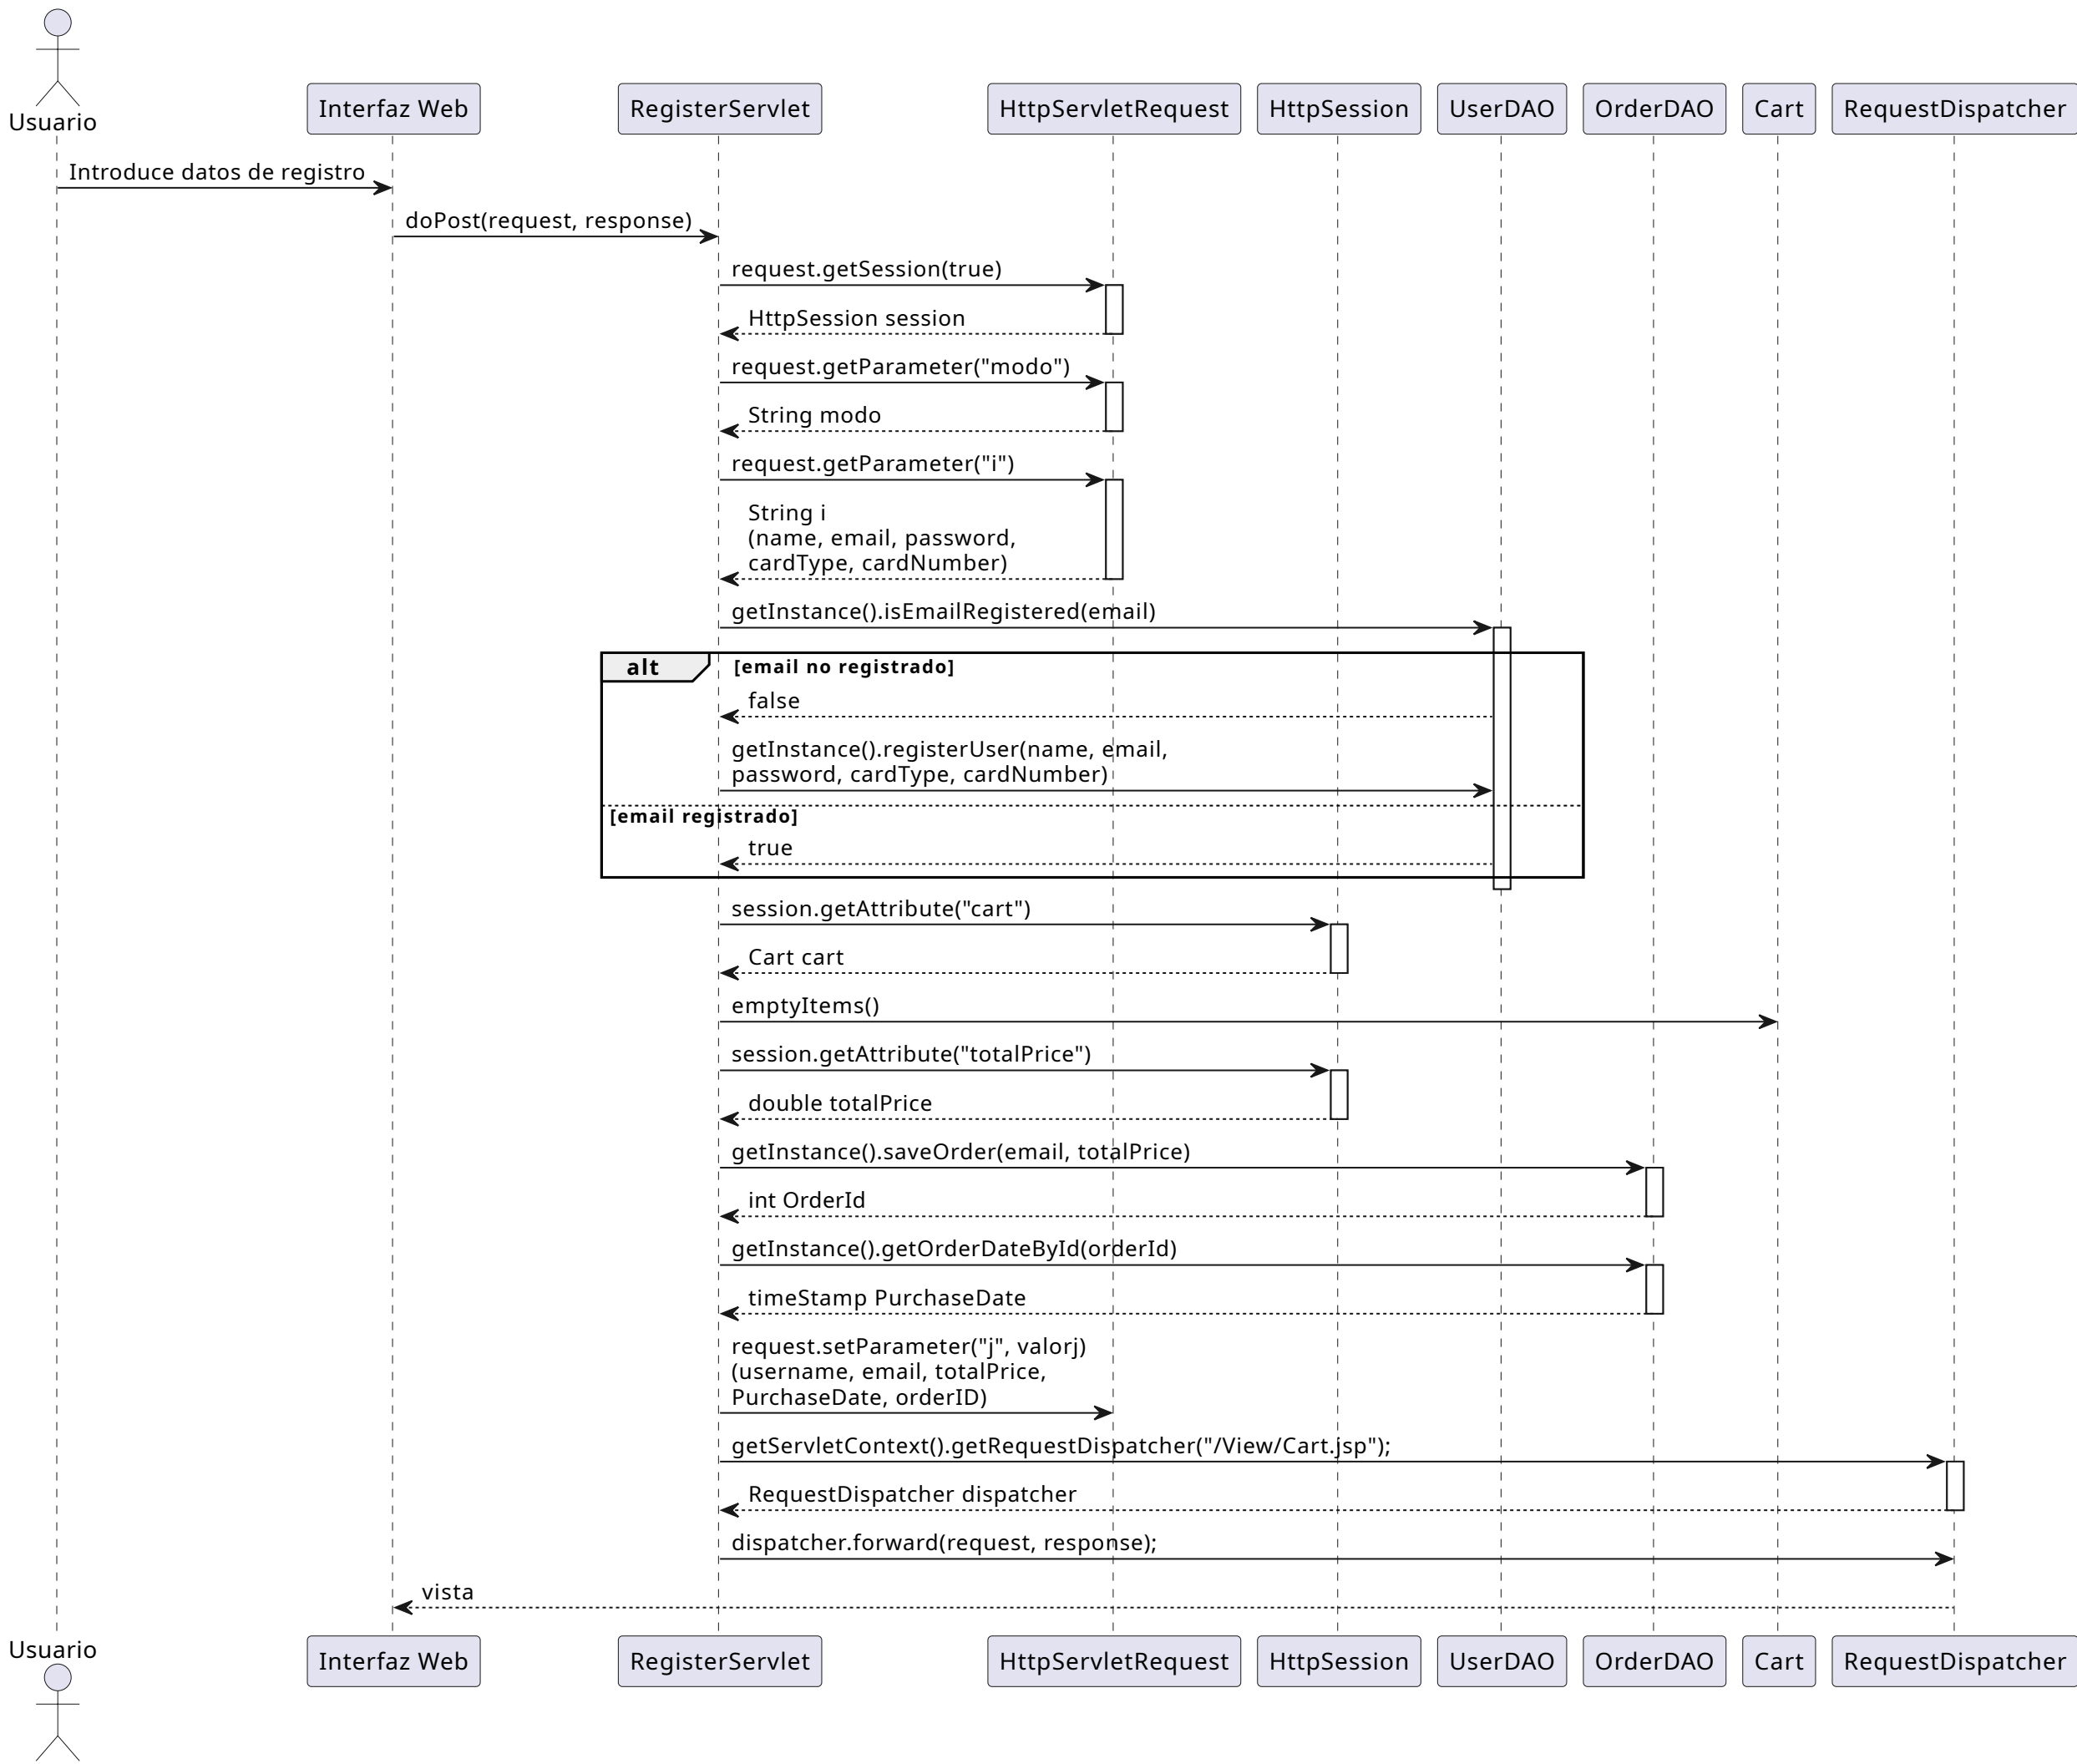 Usuario
Interfaz Web
RegisterServlet
HttpServletRequest
HttpSession
UserDAO
OrderDAO
Cart
RequestDispatcher
Introduce datos de registro
doPost(request, response)
request.getSession(true)
HttpSession session
request.getParameter("modo")
String modo
request.getParameter("i")
String i
(name, email, password,
cardType, cardNumber)
getInstance().isEmailRegistered(email)
alt
[email no registrado]
false
getInstance().registerUser(name, email,
password, cardType, cardNumber)
[email registrado]
true
session.getAttribute("cart")
Cart cart
emptyItems()
session.getAttribute("totalPrice")
double totalPrice
getInstance().saveOrder(email, totalPrice)
int OrderId
getInstance().getOrderDateById(orderId)
timeStamp PurchaseDate
request.setParameter("j", valorj)
(username, email, totalPrice,
PurchaseDate, orderID)
getServletContext().getRequestDispatcher("/View/Cart.jsp");
RequestDispatcher dispatcher
dispatcher.forward(request, response);
vista
Usuario
Interfaz Web
RegisterServlet
HttpServletRequest
HttpSession
UserDAO
OrderDAO
Cart
RequestDispatcher